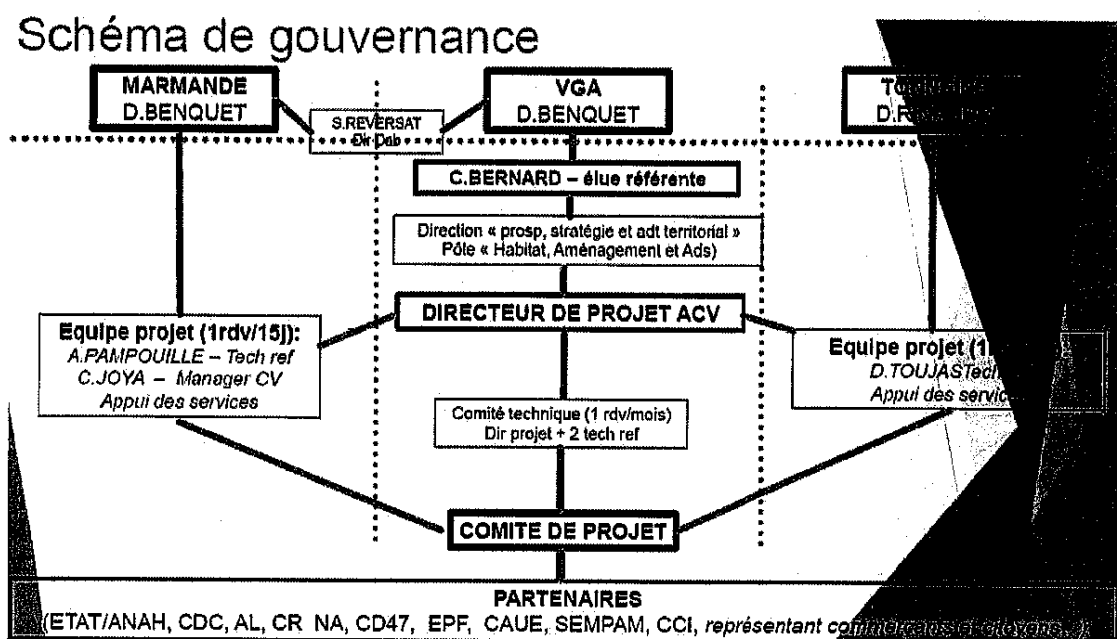 Schéma de gouvernance
MARMANDE
D.BENQUET
VGA
D.BENQUET
S.REVERSAT
Dir Cab
C.BERNARD – élue référente
Direction « prosp, stratégie et adt territorial »
Pôle « Habitat, Aménagement et Ads)
DIRECTEUR DE PROJET ACV
Equipe projet (1rdv/15j):
A.PAMPOUILLE – Tech ref
C.JOYA – Manager CV
Appui des services
Equipe projet
D.TOUJAS
Appui des
Comité technique (1 rdv/mois)
Dir projet + 2 tech ref
COMITE DE PROJET
PARTENAIRES
(ETAT/ANAH, CDC, AL, CR NA, CD47, EPF, CAUE, SEMPAM, CCI, représentant commerçants et citoyens